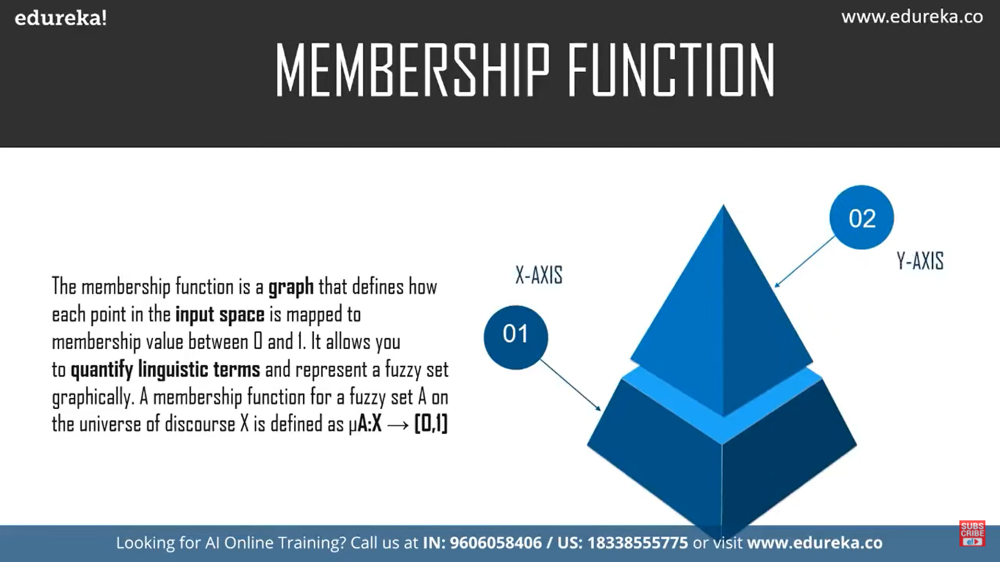 edureka!
www.edureka.co
MEMBERSHIP FUNCTION
The membership function is a graph that defines how
each point in the input space is mapped to
membership value between 0 and 1. It allows you
to quantify linguistic terms and represent a fuzzy set
graphically. A membership function for a fuzzy set A on
the universe of discourse X is defined as μA:X → [0,1]
X-AXIS
01
02
Y-AXIS
Looking for AI Online Training? Call us at IN: 9606058406 / US: 18338555775 or visit www.edureka.co
SUBS
CRIBE
e!